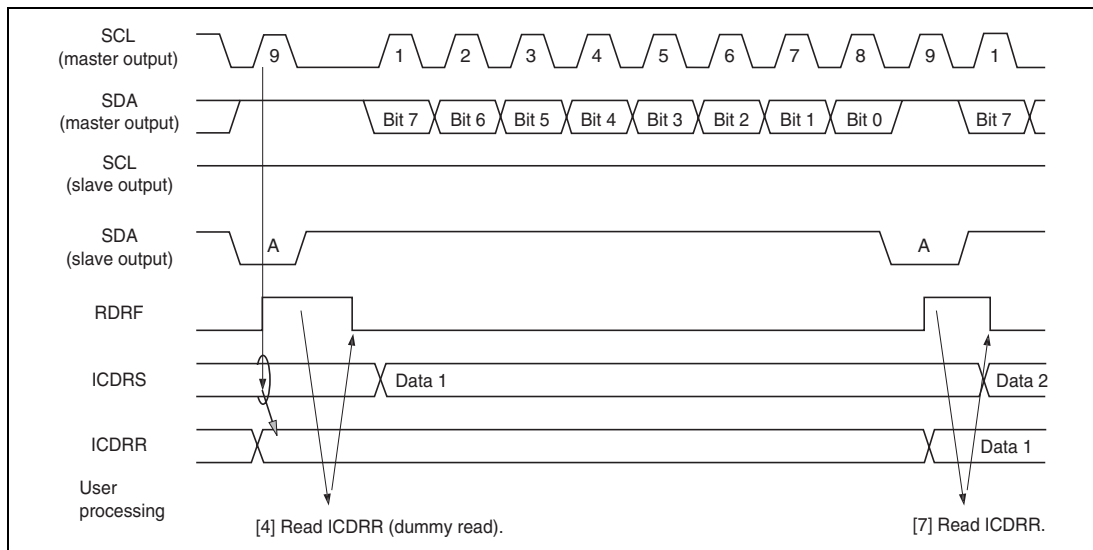 SCL
(master output)
9 1 2 3 4 5 6 7 8 9 1
SDA
(master output)
Bit 7 Bit 6 Bit 5 Bit 4 Bit 3 Bit 2 Bit 1 Bit 0 Bit 7
SCL
(slave output)
SDA
(slave output)
A A
RDRF
ICDRS
Data 1 Data 2
ICDRR
Data 1
User
processing
[4] Read ICDRR (dummy read). [7] Read ICDRR.